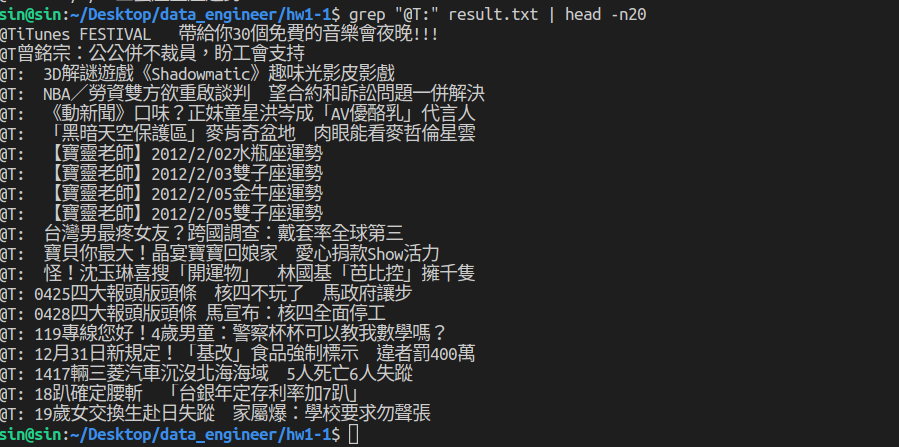 sin@sin:~/Desktop/data_engineer/hw1-1$ grep "@T:" result.txt | head -n20
@TiTunes FESTIVAL   帶給你30個免費的音樂會夜晚!!!
@T曾銘宗：公公併不裁員，盼工會支持
@T:  3D解謎遊戲《Shadowmatic》趣味光影皮影戲
@T:  NBA／勞資雙方欲重啟談判　望合約和訴訟問題一併解決
@T:  《動新聞》口味？正妹童星洪岑成「AV優酪乳」代言人
@T:  「黑暗天空保護區」麥肯奇盆地　肉眼能看麥哲倫星雲
@T:  【寶靈老師】2012/2/02水瓶座運勢
@T:  【寶靈老師】2012/2/03雙子座運勢
@T:  【寶靈老師】2012/2/05金牛座運勢
@T:  【寶靈老師】2012/2/05雙子座運勢
@T:  台灣男最疼女友？跨國調查：戴套率全球第三
@T:  寶貝你最大！晶宴寶寶回娘家　愛心捐款Show活力
@T:  怪！沈玉琳喜搜「開運物」　林國基「芭比控」擁千隻
@T: 0425四大報頭版頭條　核四不玩了　馬政府讓步
@T: 0428四大報頭版頭條 馬宣布：核四全面停工
@T: 119專線您好！4歲男童：警察杯杯可以教我數學嗎？
@T: 12月31日新規定！「基改」食品強制標示　違者罰400萬
@T: 1417輛三菱汽車沉沒北海海域　5人死亡6人失蹤
@T: 18趴確定腰斬　「台銀年定存利率加7趴」
@T: 19歲女交換生赴日失蹤　家屬爆：學校要求勿聲張
sin@sin:~/Desktop/data_engineer/hw1-1$